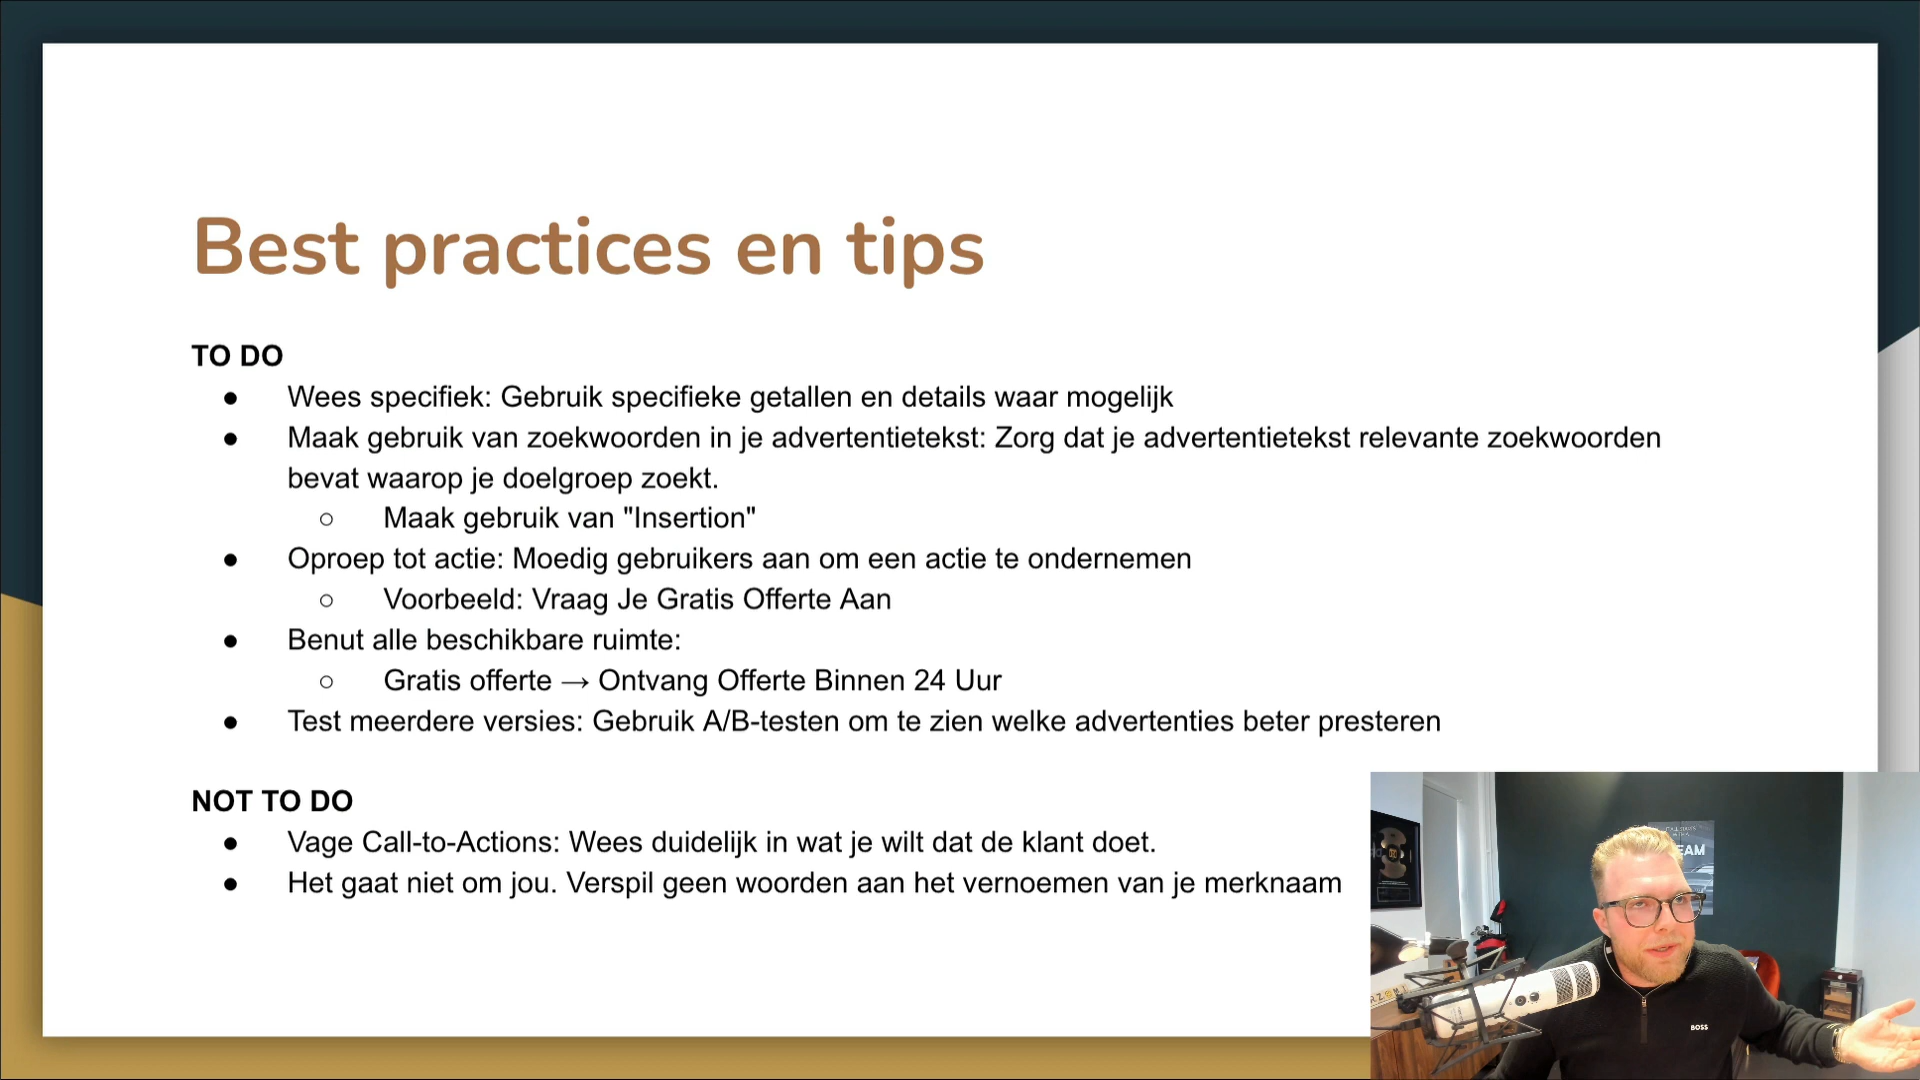 Best practices en tips
TO DO
● Wees specifiek: Gebruik specifieke getallen en details waar mogelijk
● Maak gebruik van zoekwoorden in je advertentietekst: Zorg dat je advertentietekst relevante zoekwoorden
bevat waarop je doelgroep zoekt.
○ Maak gebruik van "Insertion"
● Oproep tot actie: Moedig gebruikers aan om een actie te ondernemen
○ Voorbeeld: Vraag Je Gratis Offerte Aan
● Benut alle beschikbare ruimte:
○ Gratis offerte → Ontvang Offerte Binnen 24 Uur
● Test meerdere versies: Gebruik A/B-testen om te zien welke advertenties beter presteren
NOT TO DO
● Vage Call-to-Actions: Wees duidelijk in wat je wilt dat de klant doet.
● Het gaat niet om jou. Verspil geen woorden aan het vernoemen van je merknaam
BOSS